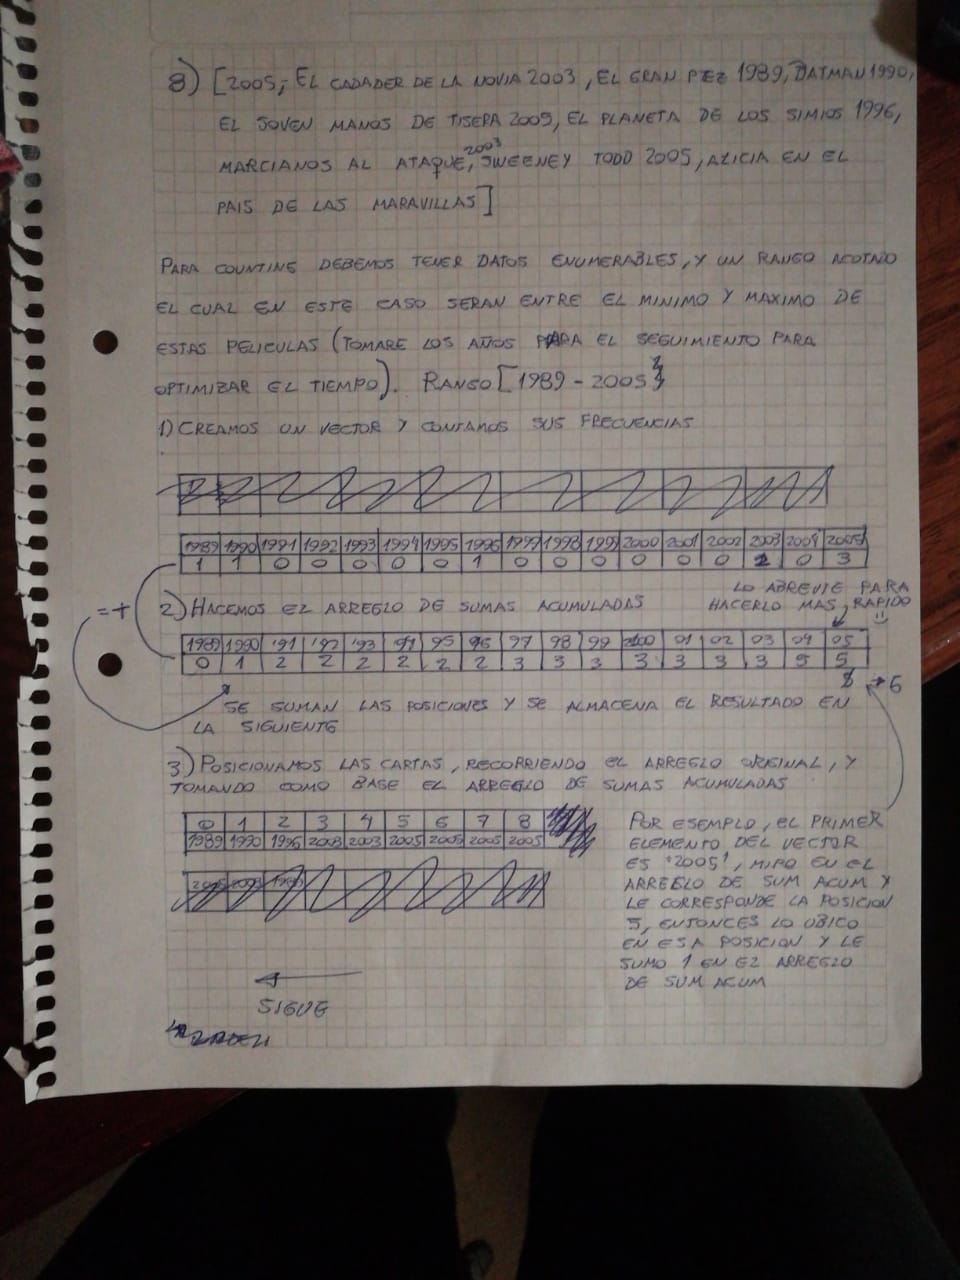 8) [2005, EL CADADER DE LA NOVIA 2003, EL GRAN PEZ 1989, BATMAN 1990,
EL JOVEN MANOS DE TISEPA 2005, EL PLANETA DE LOS SIMIOS 1996,
MARCIANOS AL ATAQUE, 2003 SWEENEY TODD 2005, ALICIA EN EL
PAIS DE LAS MARAVILLAS]
PARA COUNTING DEBEMOS TENER DATOS ENUMERABLES, Y UN RANGO ACOTADO
EL CUAL EN ESTE CASO SERAN ENTRE EL MINIMO Y MAXIMO DE
ESTAS PELICULAS (TOMARE LOS AÑOS PARA EL SEGUIMIENTO PARA
OPTIMIZAR EL TIEMPO). RANGO [1989 - 2005]
1) CREAMOS UN VECTOR Y CONTAMOS SUS FRECUENCIAS
1989 1990 1991 1992 1993 1994 1995 1996 1997 1998 1999 2000 2001 2002 2003 2004 2005
1 1 0 0 0 0 0 1 0 0 0 0 0 0 2 0 3
LO ABREVIE PARA
= +
2) HACEMOS EL ARREGLO DE SUMAS ACUMULADAS HACERLO MAS RAPIDO
1989 1990 '91 '92 '93 '94 95 96 97 98 99 2000 01 02 03 04 05
0 1 2 2 2 2 2 2 3 3 3 3 3 3 3 5 5
→ 6
SE SUMAN LAS POSICIONES Y SE ALMACENA EL RESULTADO EN
LA SIGUIENTE
3) POSICIONAMOS LAS CARTAS, RECORRIENDO EL ARREGLO ORIGINAL, Y
TOMANDO COMO BASE EL ARREGLO DE SUMAS ACUMULADAS
0 1 2 3 4 5 6 7 8
1989 1990 1996 2003 2003 2005 2005 2005 2005
POR ESEMPLO, EL PRIMER
ELEMENTO DEL VECTOR
ES '2005', MIRO EN EL
ARREGLO DE SUM ACUM Y
LE CORRESPONDE LA POSICION
5, ENTONCES LO UBICO
EN ESA POSICION Y LE
SUMO 1 EN EL ARREGLO
DE SUM ACUM
SIGUE